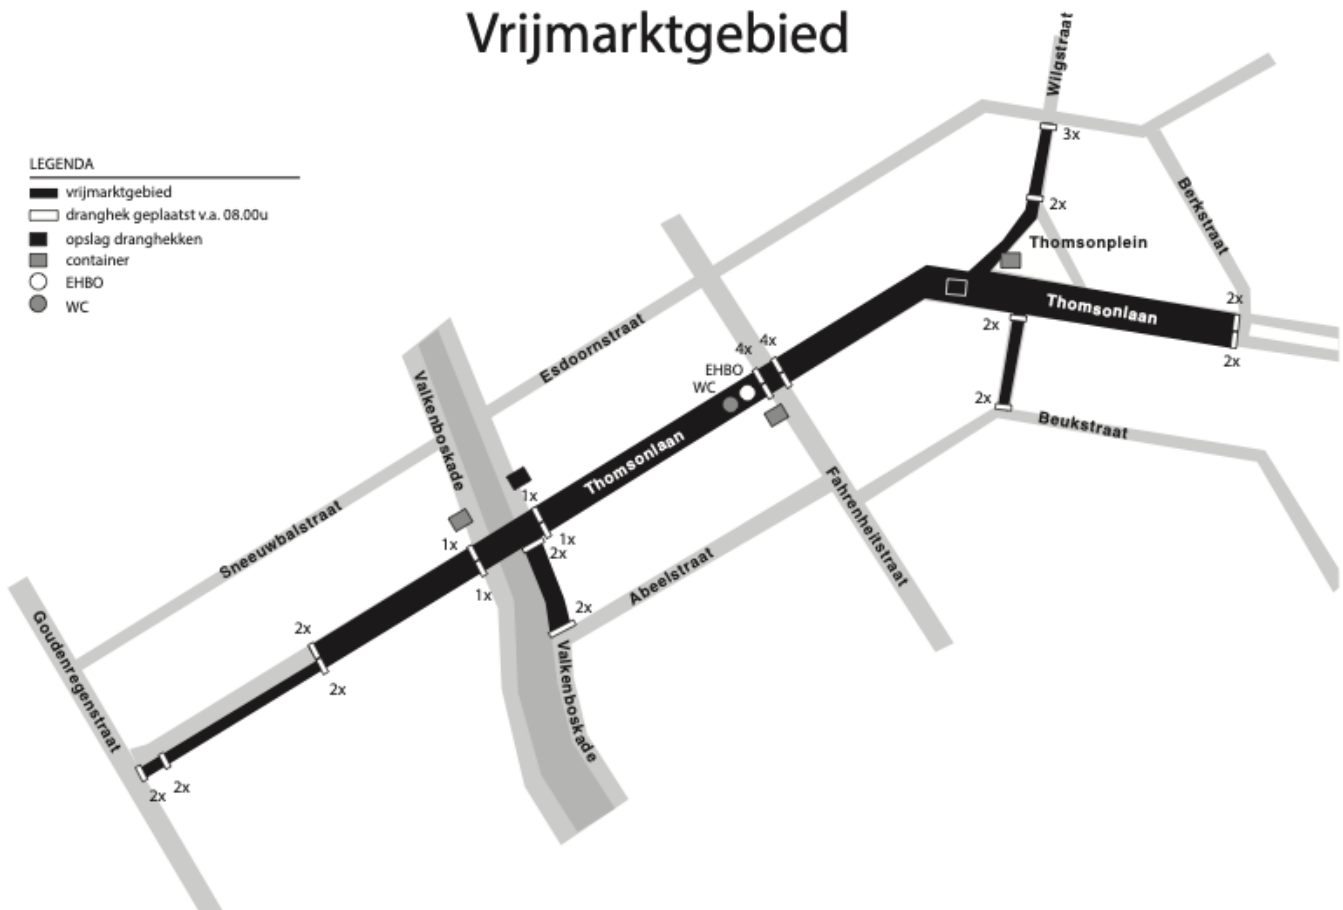 Vrijmarktgebied
LEGENDA
vrijmarktgebied
dranghek geplaatst v.a. 08.00u
opslag dranghekken
container
EHBO
WC
Wilgstraat
3x
2x
Thomsonplein
Berkstraat
2x
Thomsonlaan
2x
2x
2x
Beukstraat
4x
4x
EHBO
WC
Esdoornstraat
Valkenboskade
Thomsonlaan
Fahrenheitstraat
1x
1x
2x
1x
1x
Sneeuwbalstraat
Abeelstraat
2x
Valkenboskade
2x
2x
Goudenregenstraat
2x
2x